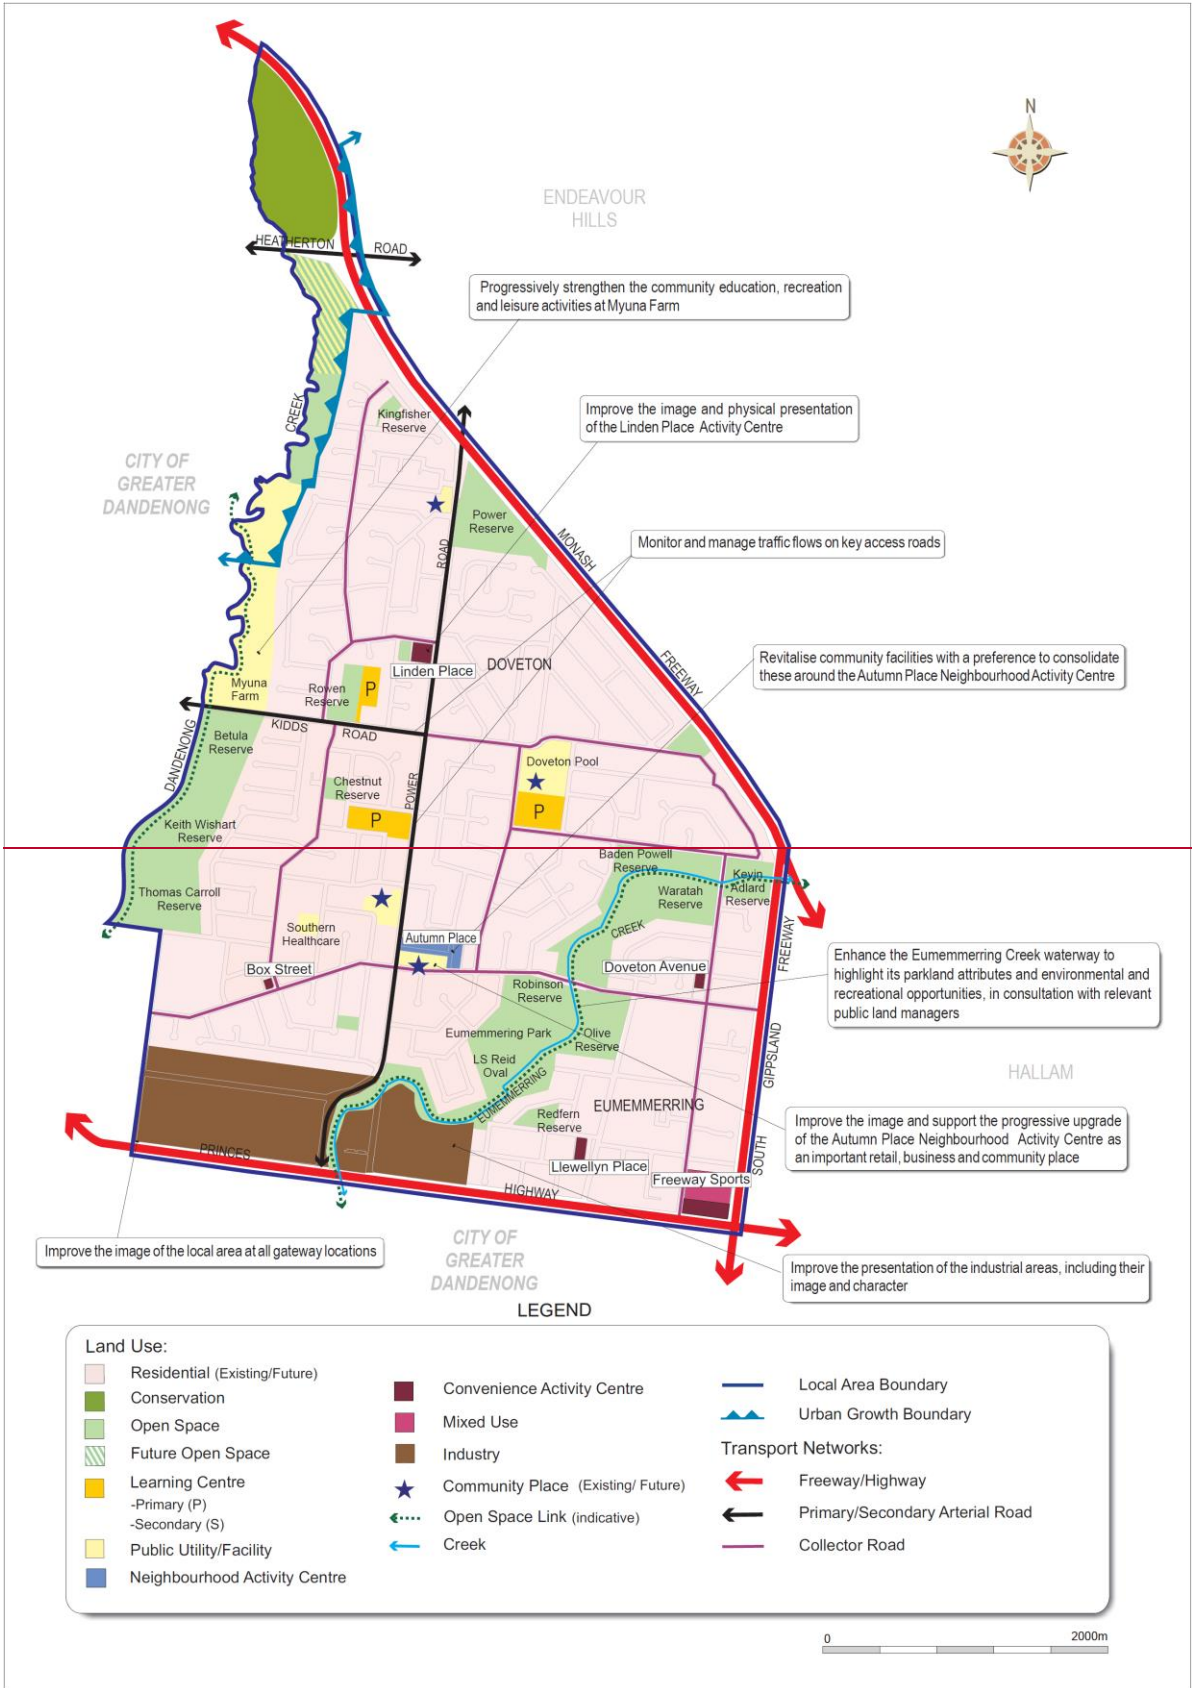 N
ENDEAVOUR
HILLS
HEATHERTON
ROAD
Progressively strengthen the community education, recreation
and leisure activities at Myuna Farm
CREEK
Kingfisher
Reserve
Improve the image and physical presentation
of the Linden Place Activity Centre
CITY OF
GREATER
DANDENONG
Power
Reserve
ROAD
MONASH
Monitor and manage traffic flows on key access roads
FREEWAY
Linden Place
DOVETON
Revitalise community facilities with a preference to consolidate
these around the Autumn Place Neighbourhood Activity Centre
Myuna
Farm
Rowen
Reserve
P
KIDDS
ROAD
DANDENONG
Betula
Reserve
Doveton Pool
Chestnut
Reserve
POWER
P
P
Keith Wishart
Reserve
Baden Powell
Reserve
Kevin
Adlard
Reserve
Thomas Carroll
Reserve
Waratah
Reserve
CREEK
Southern
Healthcare
Autumn Place
FREEWAY
Box Street
Doveton Avenue
Enhance the Eumemmerring Creek waterway to
highlight its parkland attributes and environmental and
recreational opportunities, in consultation with relevant
public land managers
Robinson
Reserve
Eumemmering Park
Olive
Reserve
LS Reid
Oval
GIPPSLAND
HALLAM
EUMEMMERRING
EUMEMMERRING
Redfern
Reserve
Improve the image and support the progressive upgrade
of the Autumn Place Neighbourhood Activity Centre as
an important retail, business and community place
PRINCES
Llewellyn Place
SOUTH
Freeway Sports
HIGHWAY
Improve the image of the local area at all gateway locations
CITY OF
GREATER
DANDENONG
Improve the presentation of the industrial areas, including their
image and character
LEGEND
Land Use:
Residential (Existing/Future)
Conservation
Open Space
Future Open Space
Learning Centre
-Primary (P)
-Secondary (S)
Public Utility/Facility
Neighbourhood Activity Centre
Convenience Activity Centre
Mixed Use
Industry
Community Place (Existing/ Future)
Open Space Link (indicative)
Creek
Local Area Boundary
Urban Growth Boundary
Transport Networks:
Freeway/Highway
Primary/Secondary Arterial Road
Collector Road
0
2000m